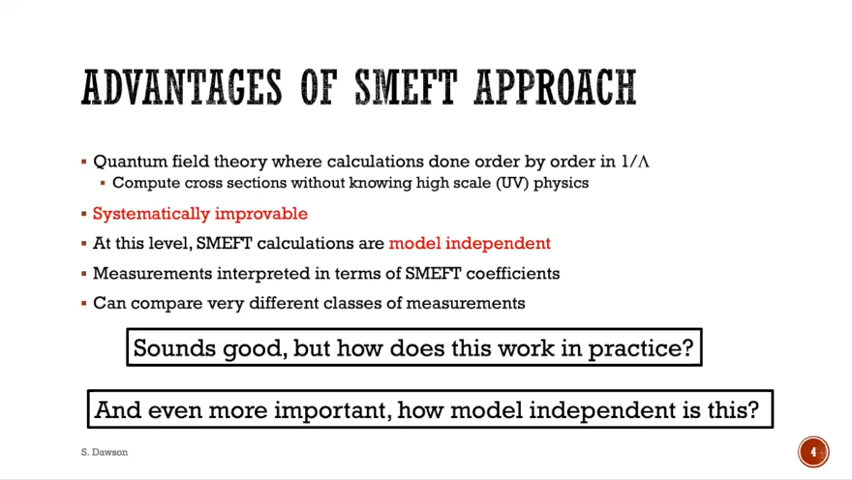 ADVANTAGES OF SMEFT APPROACH
▪ Quantum field theory where calculations done order by order in 1/Λ
▪ Compute cross sections without knowing high scale (UV) physics
▪ Systematically improvable
▪ At this level, SMEFT calculations are model independent
▪ Measurements interpreted in terms of SMEFT coefficients
▪ Can compare very different classes of measurements
Sounds good, but how does this work in practice?
And even more important, how model independent is this?
S. Dawson
4